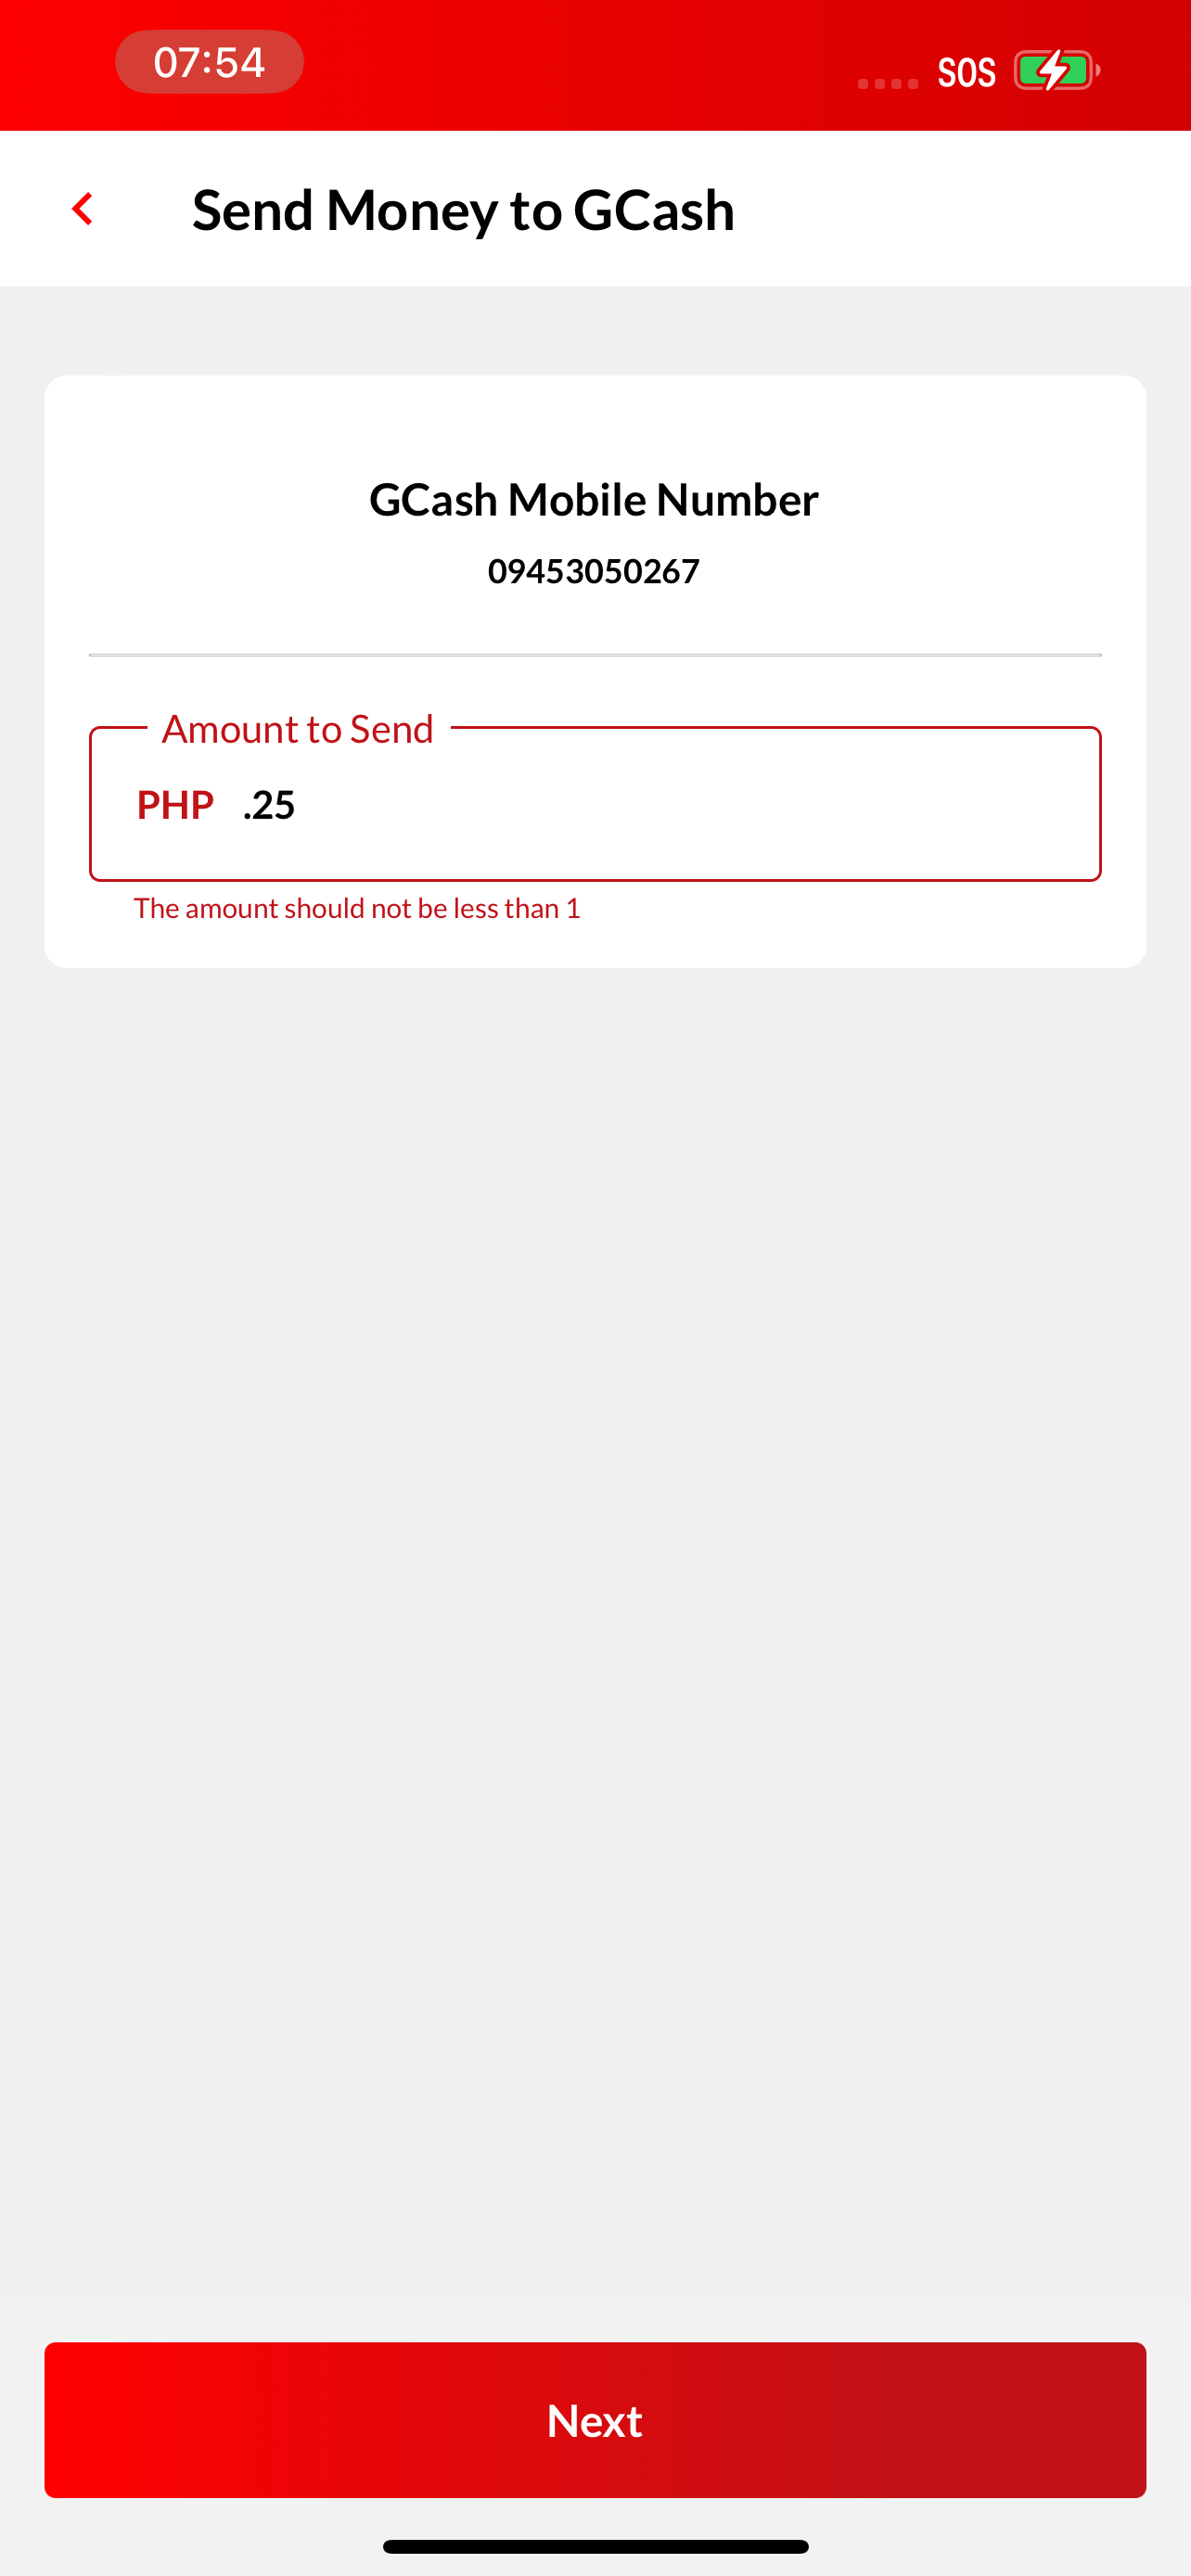 07:54
SOS
Send Money to GCash
GCash Mobile Number
09453050267
Amount to Send
PHP .25
The amount should not be less than 1
Next